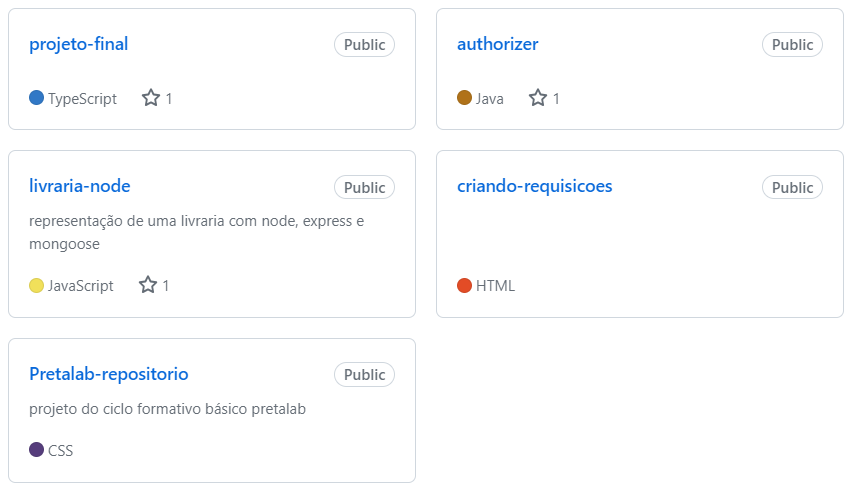 projeto-final
Public
TypeScript 1
authorizer
Public
Java 1
livraria-node
Public
representação de uma livraria com node, express e
mongoose
JavaScript 1
criando-requisicoes
Public
HTML
Pretalab-repositorio
Public
projeto do ciclo formativo básico pretalab
CSS